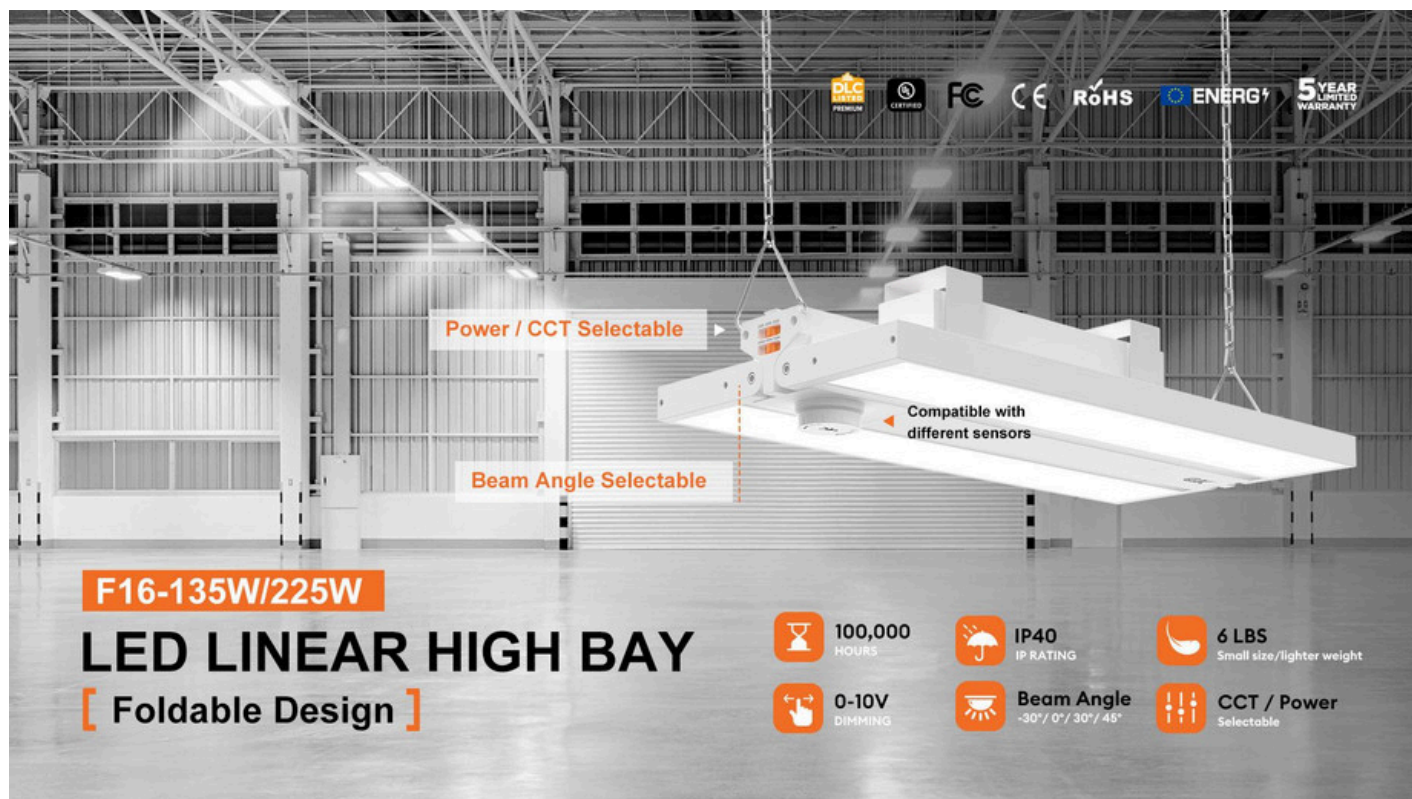 DLC
LISTED
PREMIUM
UL
CERTIFIED
FC
CE
RoHS
ENERG
5 YEAR
LIMITED
WARRANTY
Power / CCT Selectable
Compatible with
different sensors
Beam Angle Selectable
F16-135W/225W
LED LINEAR HIGH BAY
[ Foldable Design ]
100,000
HOURS
IP40
IP RATING
6 LBS
Small size/lighter weight
0-10V
DIMMING
Beam Angle
-30°/ 0°/ 30°/ 45°
CCT / Power
Selectable